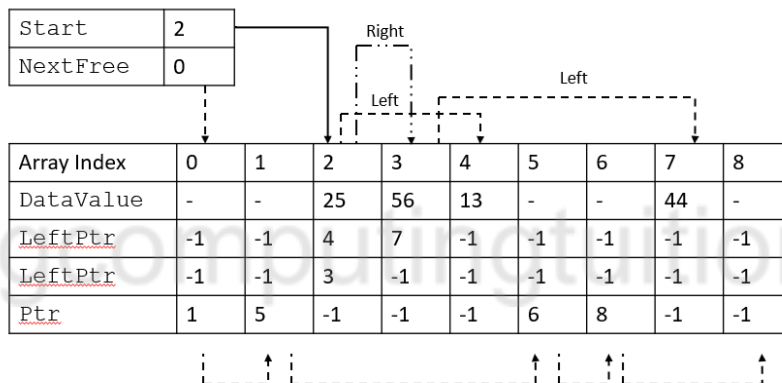 Start 2
NextFree 0
Right
Left
Left
Array Index 0 1 2 3 4 5 6 7 8
DataValue - - 25 56 13 - - 44 -
LeftPtr -1 -1 4 7 -1 -1 -1 -1 -1
LeftPtr -1 -1 3 -1 -1 -1 -1 -1 -1
Ptr 1 5 -1 -1 -1 6 8 -1 -1
gcomputingtuitio